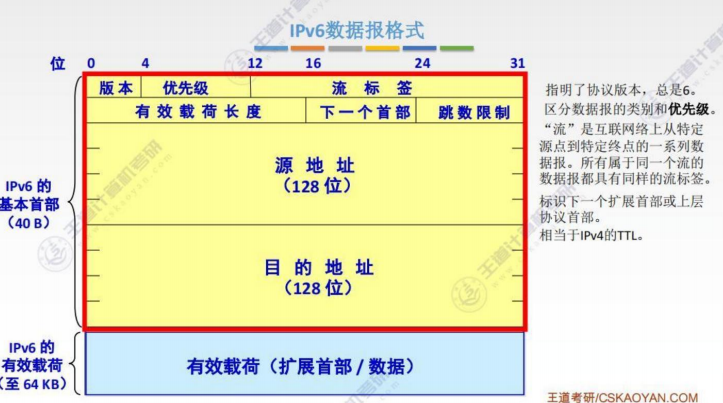 IPv6数据报格式
位 0 4 12 16 24 31
版本 优先级 流标签
有效载荷长度 下一个首部 跳数限制
源地址
（128 位）
目的地址
（128 位）
IPv6 的
基本首部
（40 B）
IPv6 的
有效载荷
（至 64 KB）
有效载荷（扩展首部 / 数据）
指明了协议版本，总是6。
区分数据报的类别和优先级。
“流”是互联网络上从特定
源点到特定终点的一系列数
据报。所有属于同一个流的
数据报都具有同样的流标签。
标识下一个扩展首部或上层
协议首部。
相当于IPv4的TTL。
王道考研/CSKAOYAN.COM